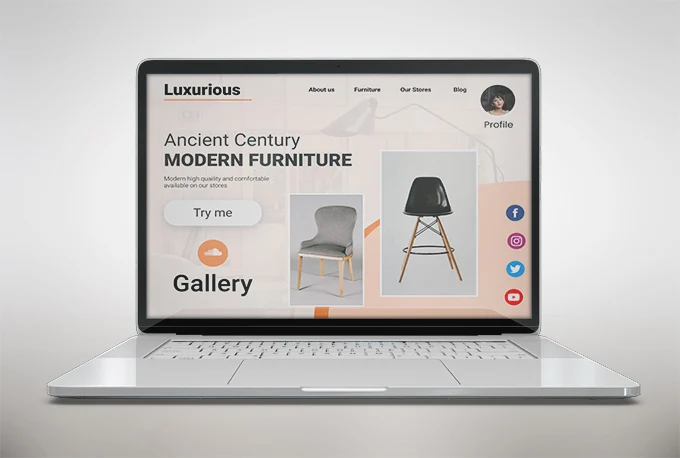 Luxurious
About us
Furniture
Our Stores
Blog
Profile
Ancient Century
MODERN FURNITURE
Modern high quaility and comfortable
available on our stores
Try me
Gallery